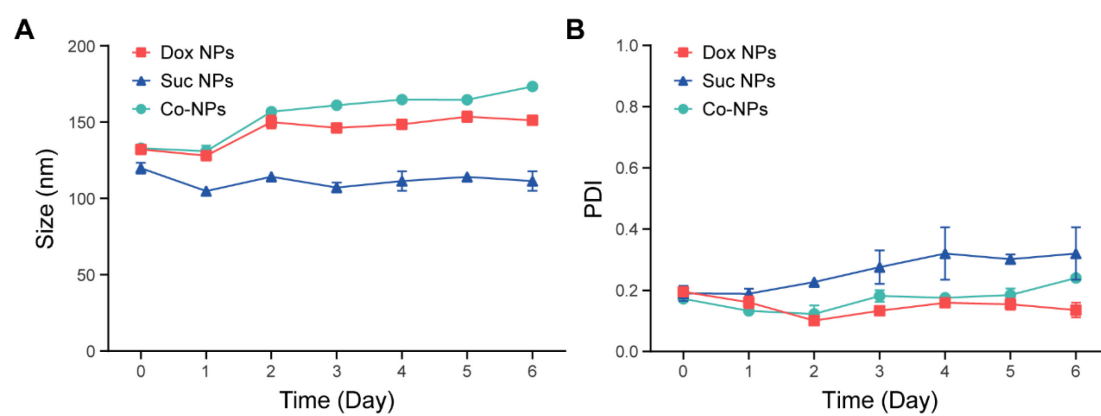 A
Size (nm)
200
150
100
50
0
Dox NPs
Suc NPs
Co-NPs
0 1 2 3 4 5 6
Time (Day)
B
PDI
1.0
0.8
0.6
0.4
0.2
0.0
Dox NPs
Suc NPs
Co-NPs
0 1 2 3 4 5 6
Time (Day)